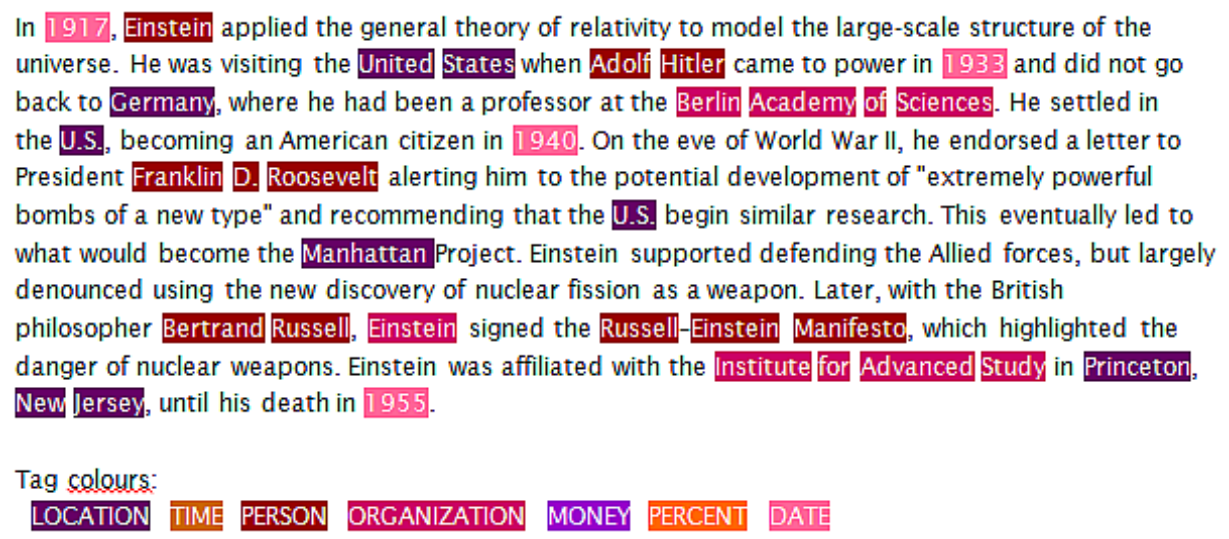 In 1917, Einstein applied the general theory of relativity to model the large-scale structure of the
universe. He was visiting the United States when Adolf Hitler came to power in 1933 and did not go
back to Germany, where he had been a professor at the Berlin Academy of Sciences. He settled in
the U.S., becoming an American citizen in 1940. On the eve of World War II, he endorsed a letter to
President Franklin D. Roosevelt alerting him to the potential development of "extremely powerful
bombs of a new type" and recommending that the U.S. begin similar research. This eventually led to
what would become the Manhattan Project. Einstein supported defending the Allied forces, but largely
denounced using the new discovery of nuclear fission as a weapon. Later, with the British
philosopher Bertrand Russell, Einstein signed the Russell–Einstein Manifesto, which highlighted the
danger of nuclear weapons. Einstein was affiliated with the Institute for Advanced Study in Princeton,
New Jersey, until his death in 1955.
Tag colours:
LOCATION TIME PERSON ORGANIZATION MONEY PERCENT DATE